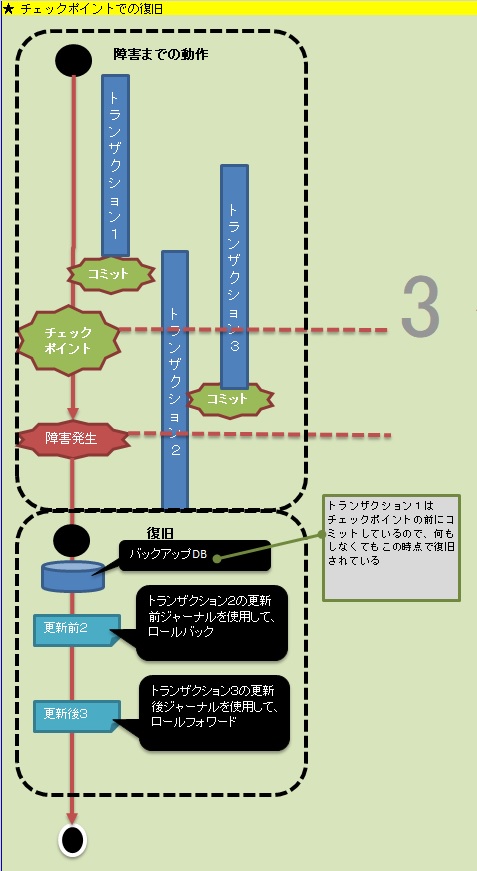 ★ チェックポイントでの復旧
障害までの動作
トランザクション１
コミット
トランザクション３
トランザクション２
チェック
ポイント
3
コミット
障害発生
復旧
バックアップDB
トランザクション１は
チェックポイントの前にコ
ミットしているので、何も
しなくてもこの時点で復旧
されている
更新前2
トランザクション2の更新
前ジャーナルを使用して、
ロールバック
更新後3
トランザクション3の更新
後ジャーナルを使用して、
ロールフォワード